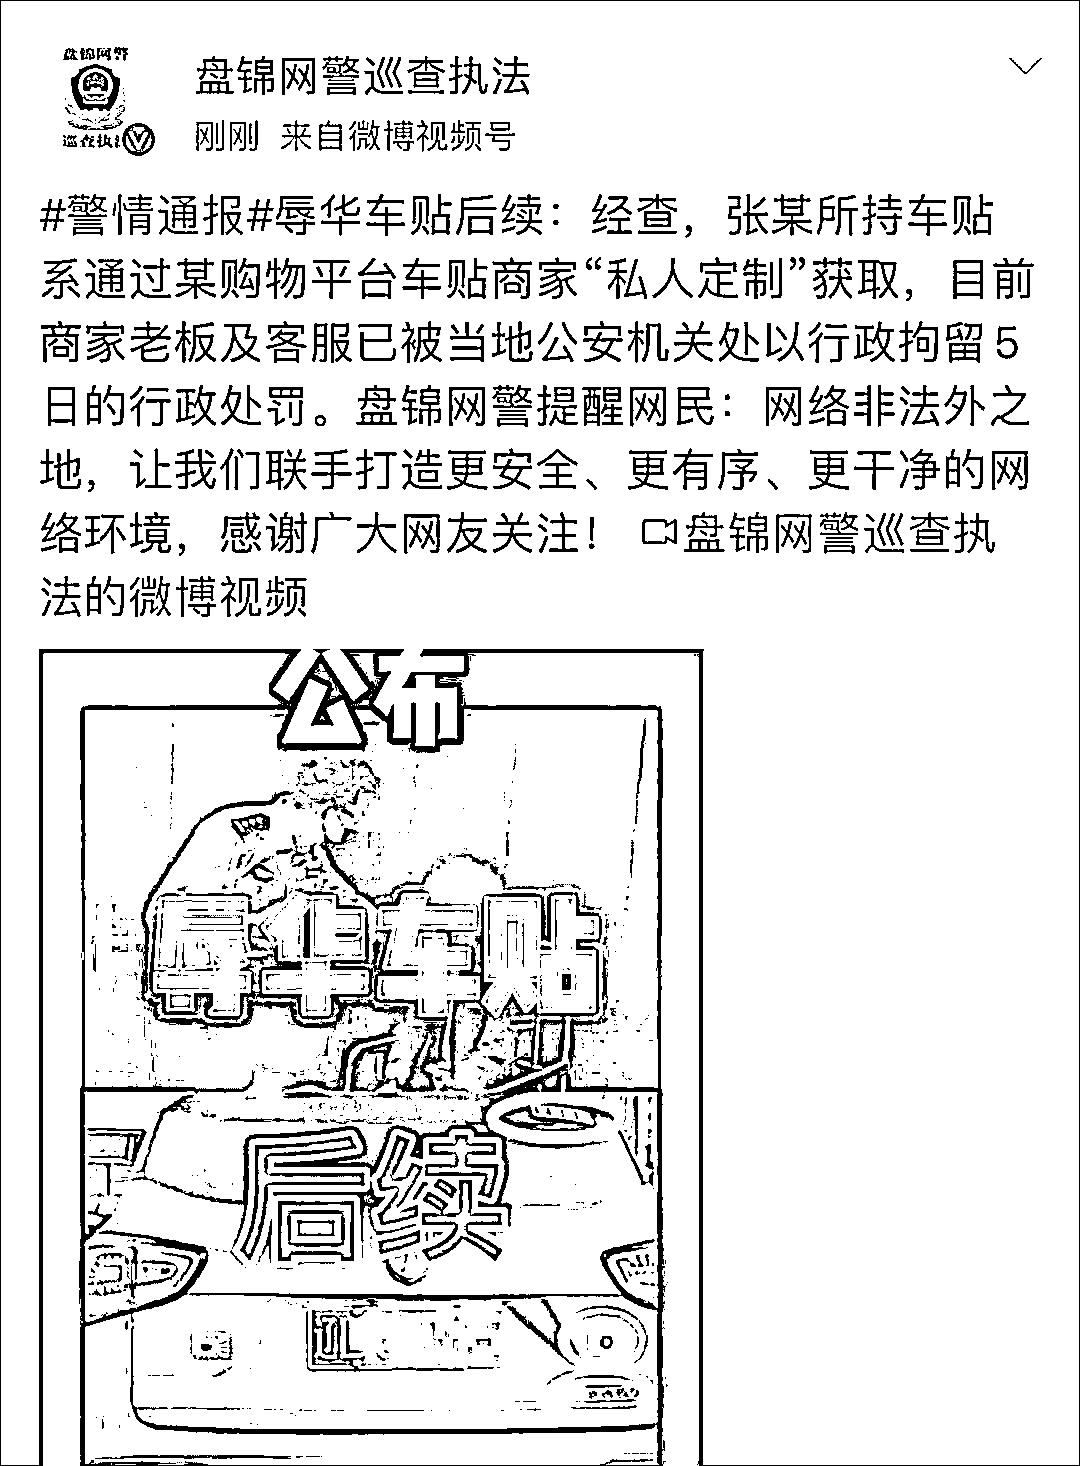 盘锦网警
巡查执法
盘锦网警巡查执法
刚刚 来自微博视频号
#警情通报#辱华车贴后续：经查，张某所持车贴
系通过某购物平台车贴商家“私人定制”获取，目前
商家老板及客服已被当地公安机关处以行政拘留5
日的行政处罚。盘锦网警提醒网民：网络非法外之
地，让我们联手打造更安全、更有序、更干净的网
络环境，感谢广大网友关注！ 盘锦网警巡查执
法的微博视频
公布
辱华车贴
后续
辽